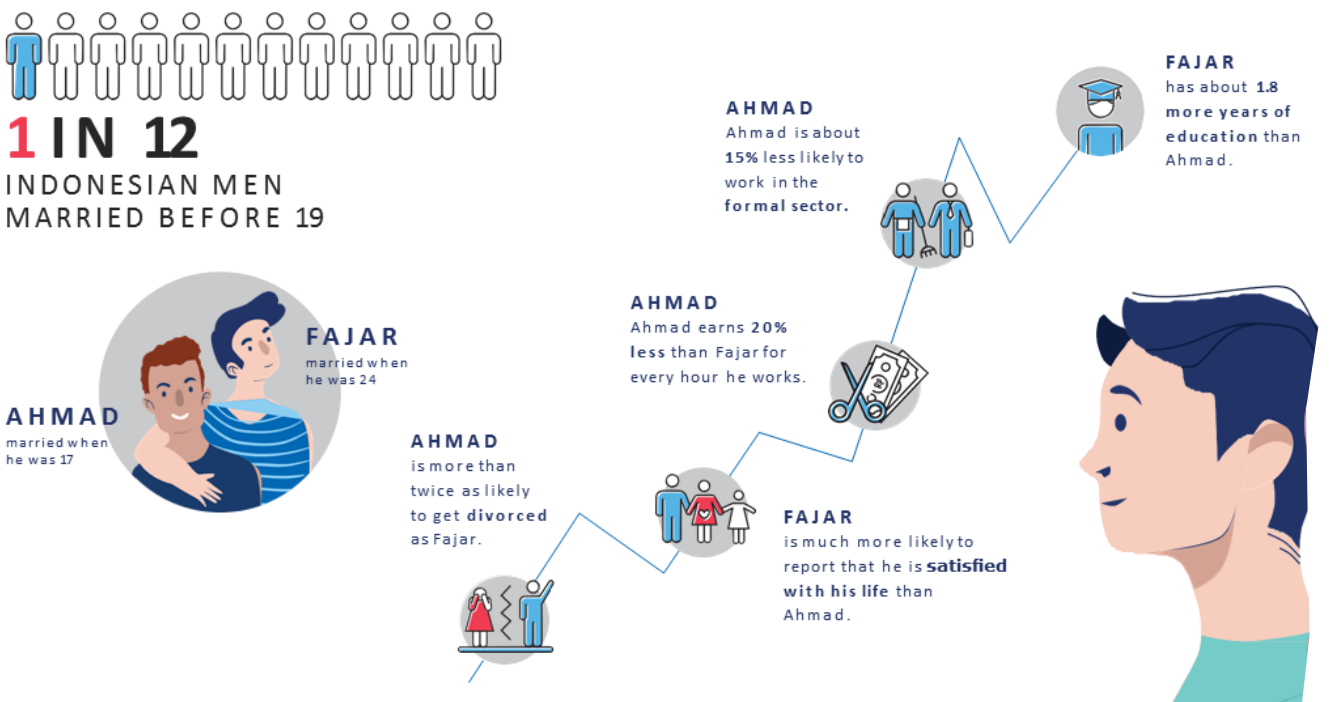 1 IN 12
INDONESIAN MEN
MARRIED BEFORE 19
FAJAR
married when
he was 24
AHMAD
married when
he was 17
AHMAD
is more than
twice as likely
to get divorced
as Fajar.
FAJAR
is much more likely to
report that he is satisfied
with his life than
Ahmad.
AHMAD
Ahmad earns 20%
less than Fajar for
every hour he works.
AHMAD
Ahmad is about
15% less likely to
work in the
formal sector.
FAJAR
has about 1.8
more years of
education than
Ahmad.